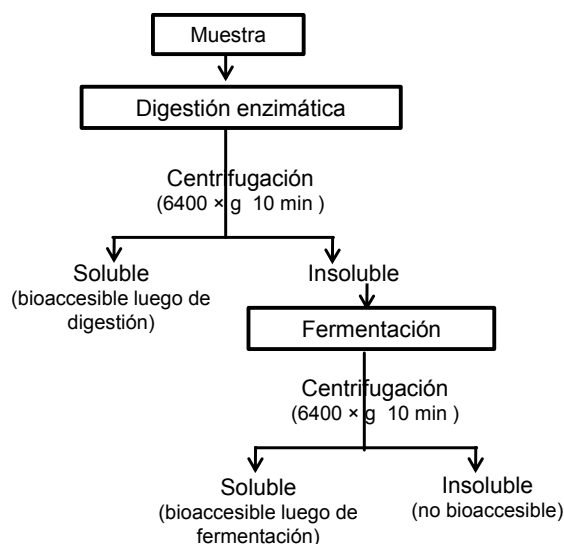 Muestra
Digestión enzimática
Centrifugación
(6400 × g 10 min )
Soluble
(bioaccesible luego de
digestión)
Insoluble
Fermentación
Centrifugación
(6400 × g 10 min )
Soluble
(bioaccesible luego de
fermentación)
Insoluble
(no bioaccesible)